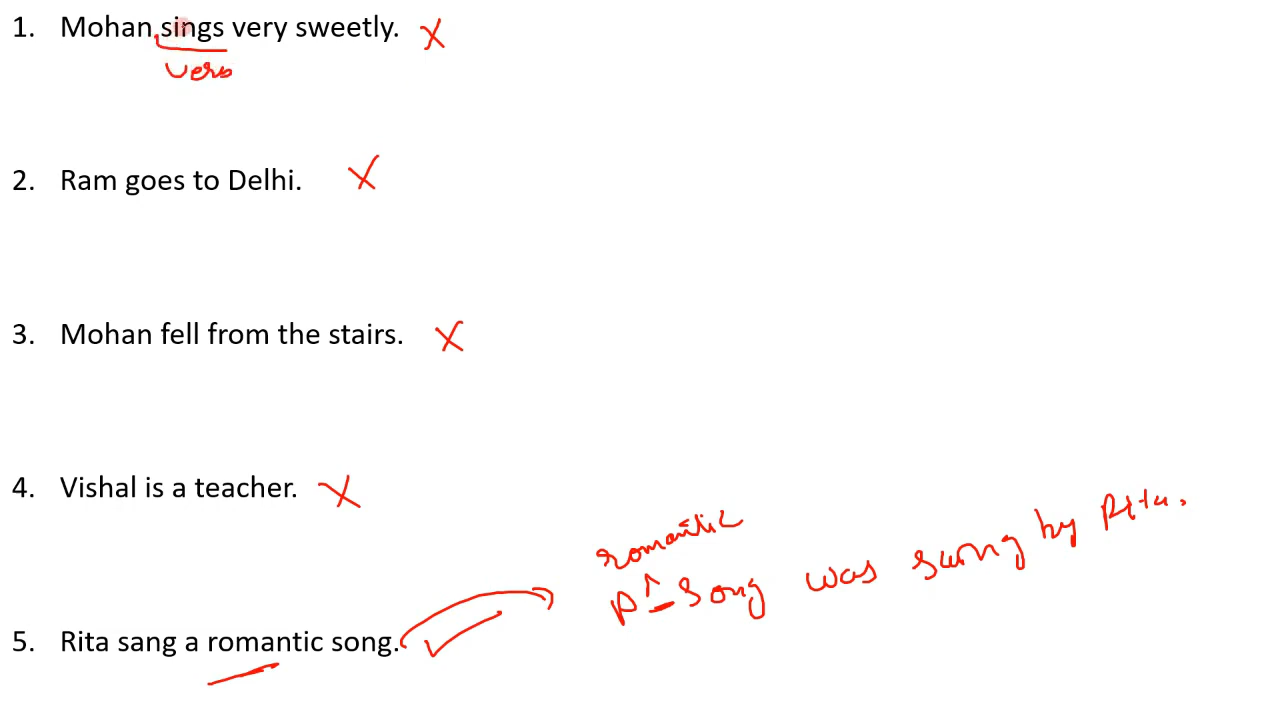 1. Mohan sings very sweetly. X
verb
2. Ram goes to Delhi. X
3. Mohan fell from the stairs. X
4. Vishal is a teacher. X
romantic
A ^ song was sung by Rita.
5. Rita sang a romantic song. ✓